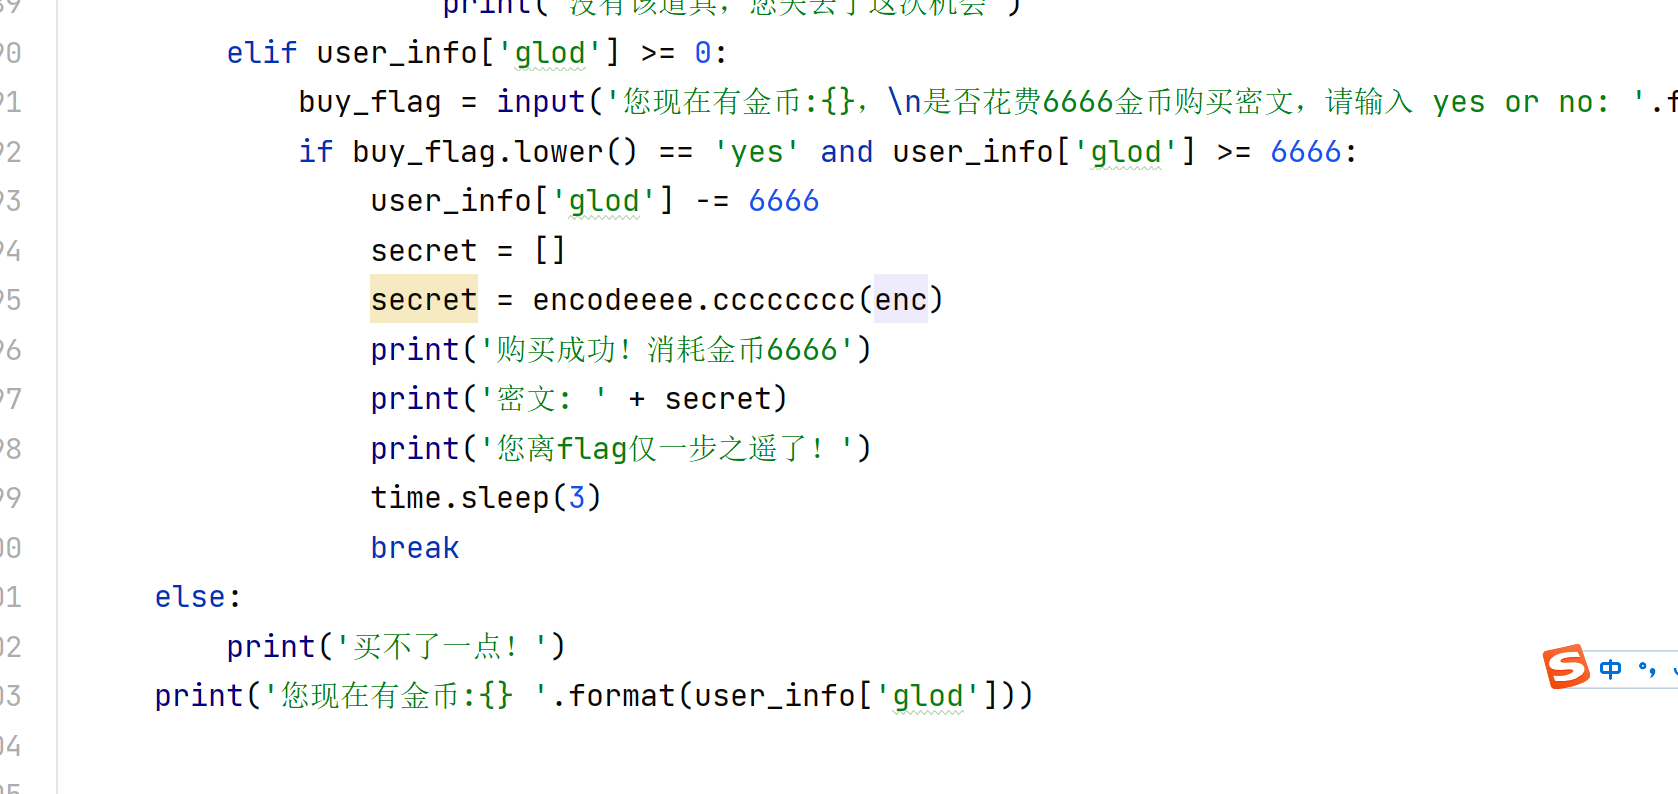 89 print('没有该道具，您失去了这次机会')
90 elif user_info['glod'] >= 0:
91 buy_flag = input('您现在有金币:{}，\n是否花费6666金币购买密文，请输入 yes or no: '.f
92 if buy_flag.lower() == 'yes' and user_info['glod'] >= 6666:
93 user_info['glod'] -= 6666
94 secret = []
95 secret = encodeeee.cccccccc(enc)
96 print('购买成功！消耗金币6666')
97 print('密文: ' + secret)
98 print('您离flag仅一步之遥了！')
99 time.sleep(3)
00 break
01 else:
02 print('买不了一点！')
03 print('您现在有金币:{} '.format(user_info['glod']))
04
05
S 中 °,